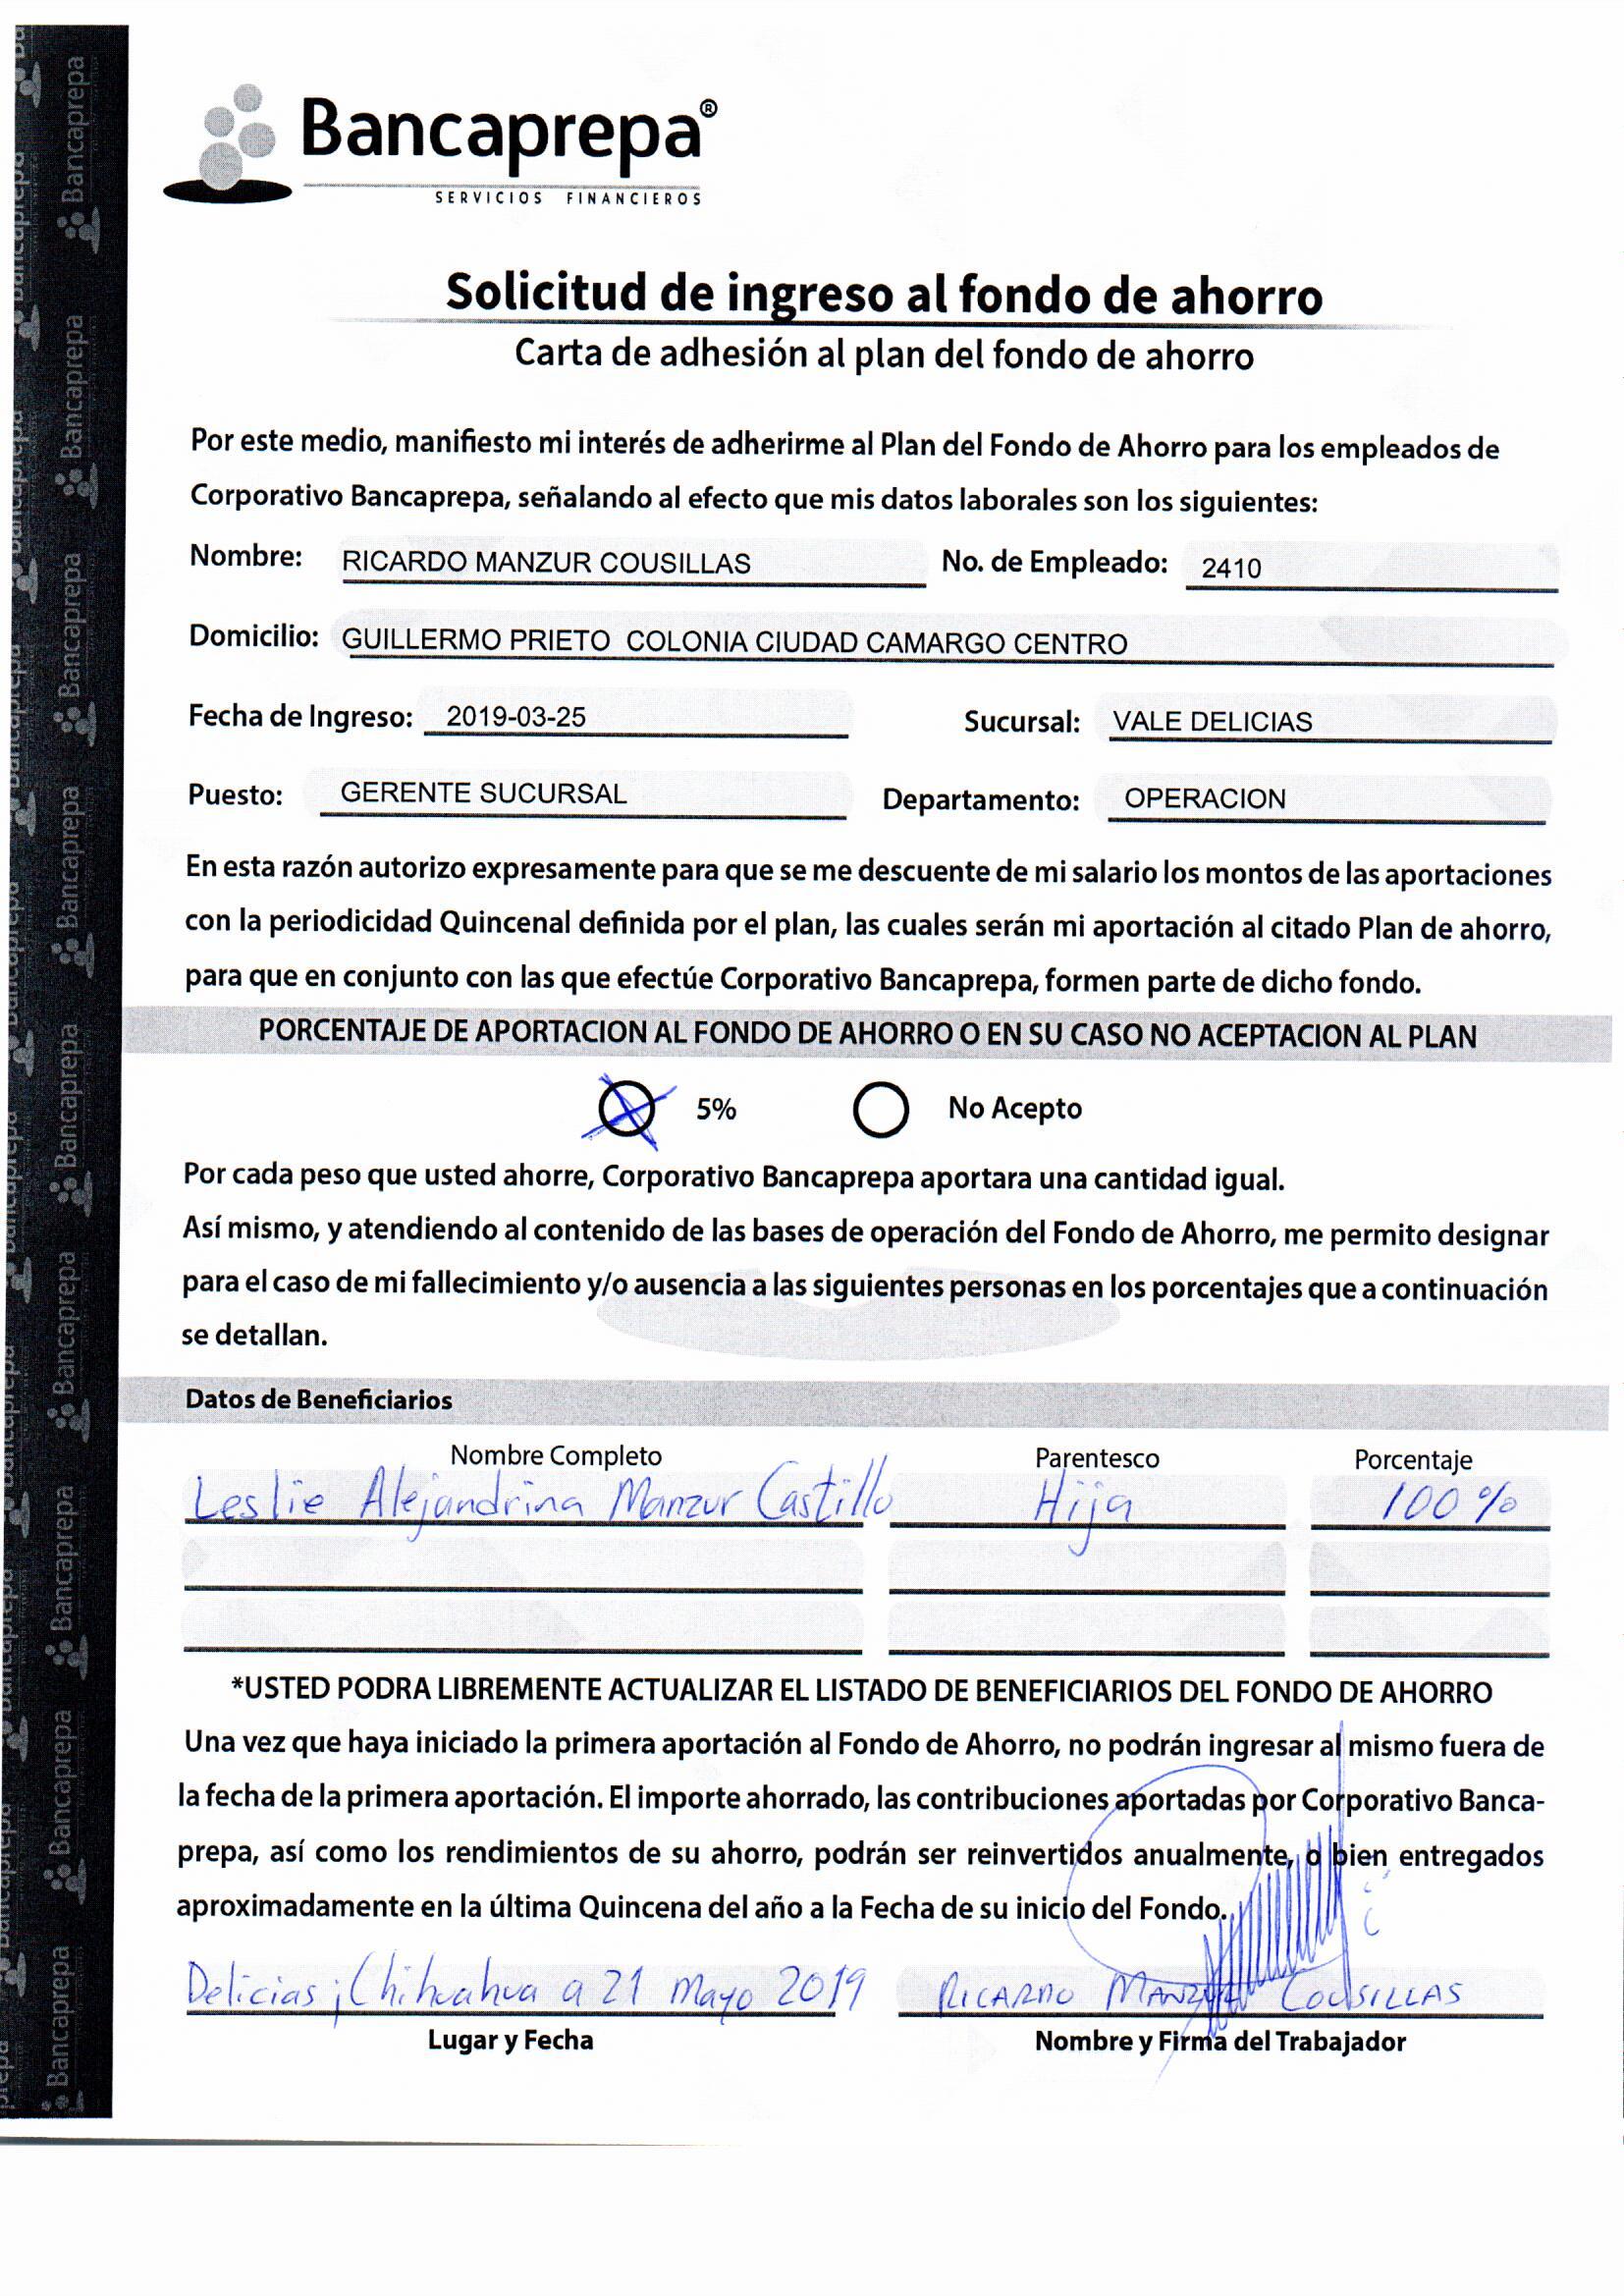 Bancaprepa®
SERVICIOS FINANCIEROS
Solicitud de ingreso al fondo de ahorro
Carta de adhesión al plan del fondo de ahorro
Por este medio, manifiesto mi interés de adherirme al Plan del Fondo de Ahorro para los empleados de
Corporativo Bancaprepa, señalando al efecto que mis datos laborales son los siguientes:
Nombre: RICARDO MANZUR COUSILLAS No. de Empleado: 2410
Domicilio: GUILLERMO PRIETO COLONIA CIUDAD CAMARGO CENTRO
Fecha de Ingreso: 2019-03-25 Sucursal: VALE DELICIAS
Puesto: GERENTE SUCURSAL Departamento: OPERACION
En esta razón autorizo expresamente para que se me descuente de mi salario los montos de las aportaciones
con la periodicidad Quincenal definida por el plan, las cuales serán mi aportación al citado Plan de ahorro,
para que en conjunto con las que efectúe Corporativo Bancaprepa, formen parte de dicho fondo.
PORCENTAJE DE APORTACION AL FONDO DE AHORRO O EN SU CASO NO ACEPTACION AL PLAN
5% No Acepto
Por cada peso que usted ahorre, Corporativo Bancaprepa aportara una cantidad igual.
Así mismo, y atendiendo al contenido de las bases de operación del Fondo de Ahorro, me permito designar
para el caso de mi fallecimiento y/o ausencia a las siguientes personas en los porcentajes que a continuación
se detallan.
Datos de Beneficiarios
Nombre Completo Parentesco Porcentaje
Leslie Alejandrina Manzur Castillo Hija 100%
*USTED PODRA LIBREMENTE ACTUALIZAR EL LISTADO DE BENEFICIARIOS DEL FONDO DE AHORRO
Una vez que haya iniciado la primera aportación al Fondo de Ahorro, no podrán ingresar al mismo fuera de
la fecha de la primera aportación. El importe ahorrado, las contribuciones aportadas por Corporativo Banca-
prepa, así como los rendimientos de su ahorro, podrán ser reinvertidos anualmente, o bien entregados
aproximadamente en la última Quincena del año a la Fecha de su inicio del Fondo.
Delicias ; Chihuahua a 21 mayo 2019 RICARDO MANZUR COUSILLAS
Lugar y Fecha Nombre y Firma del Trabajador
Bancaprepa
Bancaprepa
Bancaprepa
Bancaprepa
Bancaprepa
Bancaprepa
Bancaprepa
Bancaprepa
Bancaprepa